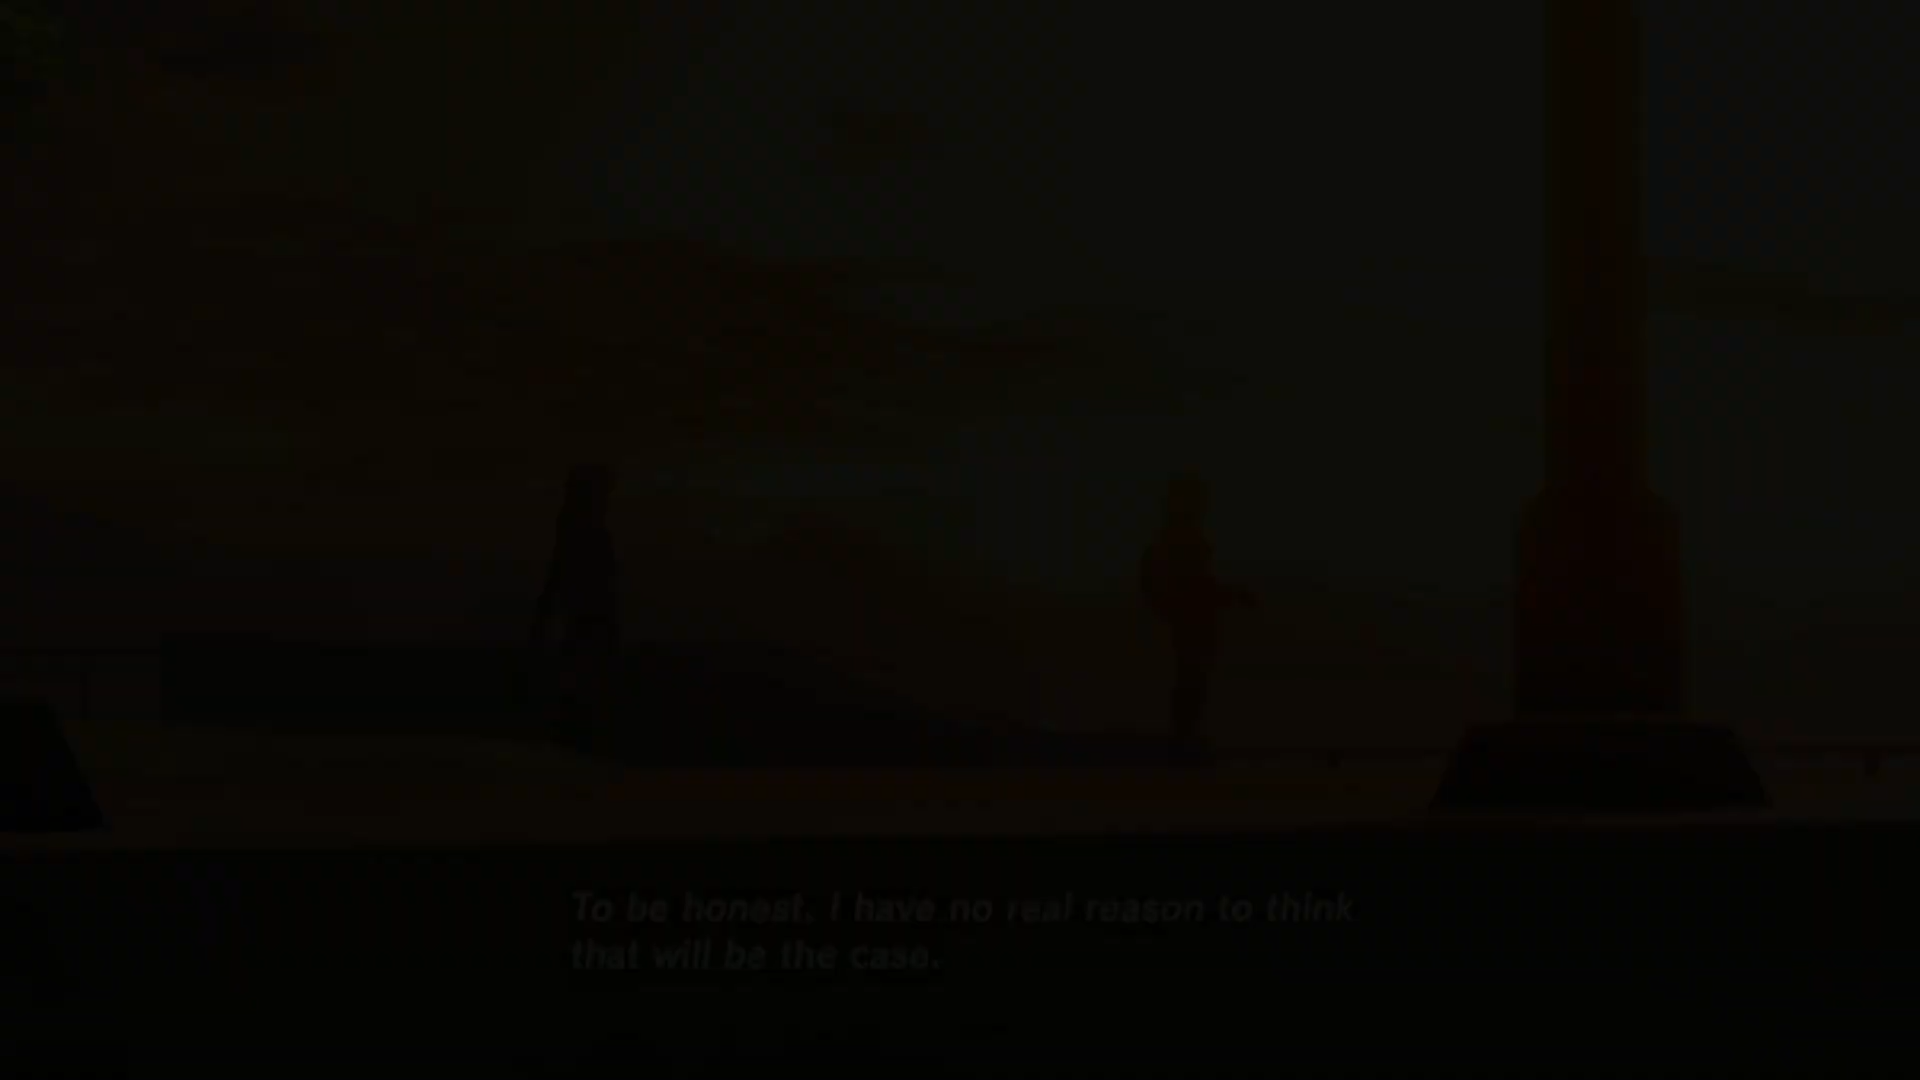 To be honest, I have no real reason to think
that will be the case.